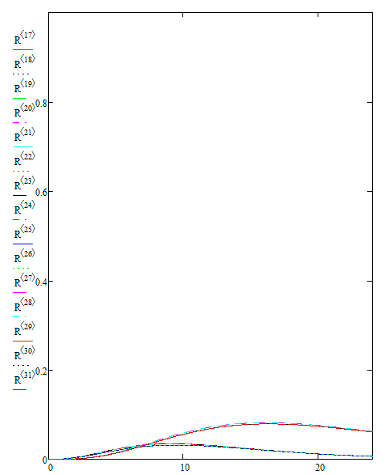 R⟨17⟩
R⟨18⟩
R⟨19⟩
0.8
R⟨20⟩
R⟨21⟩
R⟨22⟩
R⟨23⟩
0.6
R⟨24⟩
R⟨25⟩
R⟨26⟩
0.4
R⟨27⟩
R⟨28⟩
R⟨29⟩
R⟨30⟩
0.2
R⟨31⟩
0
0 10 20